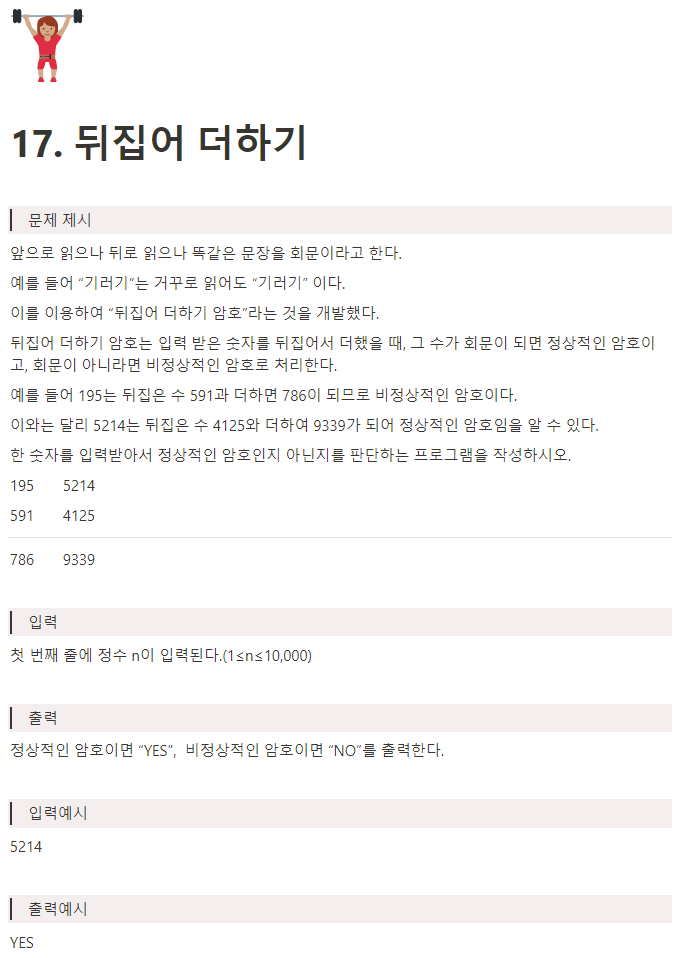 17. 뒤집어 더하기
문제 제시
앞으로 읽으나 뒤로 읽으나 똑같은 문장을 회문이라고 한다.
예를 들어 “기러기”는 거꾸로 읽어도 “기러기” 이다.
이를 이용하여 “뒤집어 더하기 암호”라는 것을 개발했다.
뒤집어 더하기 암호는 입력 받은 숫자를 뒤집어서 더했을 때, 그 수가 회문이 되면 정상적인 암호이
고, 회문이 아니라면 비정상적인 암호로 처리한다.
예를 들어 195는 뒤집은 수 591과 더하면 786이 되므로 비정상적인 암호이다.
이와는 달리 5214는 뒤집은 수 4125와 더하여 9339가 되어 정상적인 암호임을 알 수 있다.
한 숫자를 입력받아서 정상적인 암호인지 아닌지를 판단하는 프로그램을 작성하시오.
195 5214
591 4125
786 9339
입력
첫 번째 줄에 정수 n이 입력된다.(1≤n≤10,000)
출력
정상적인 암호이면 “YES”, 비정상적인 암호이면 “NO”를 출력한다.
입력예시
5214
출력예시
YES